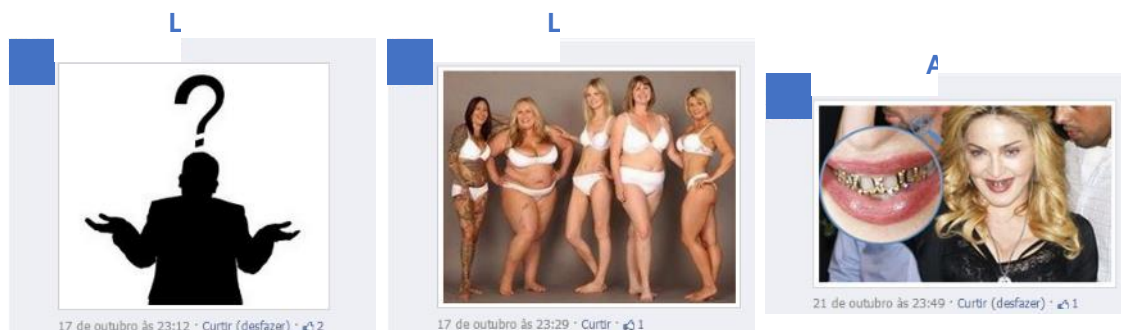 L
L
A
?
17 de outubro às 23:12 · Curtir (desfazer) · 2
17 de outubro às 23:29 · Curtir · 1
21 de outubro às 23:49 · Curtir (desfazer) · 1